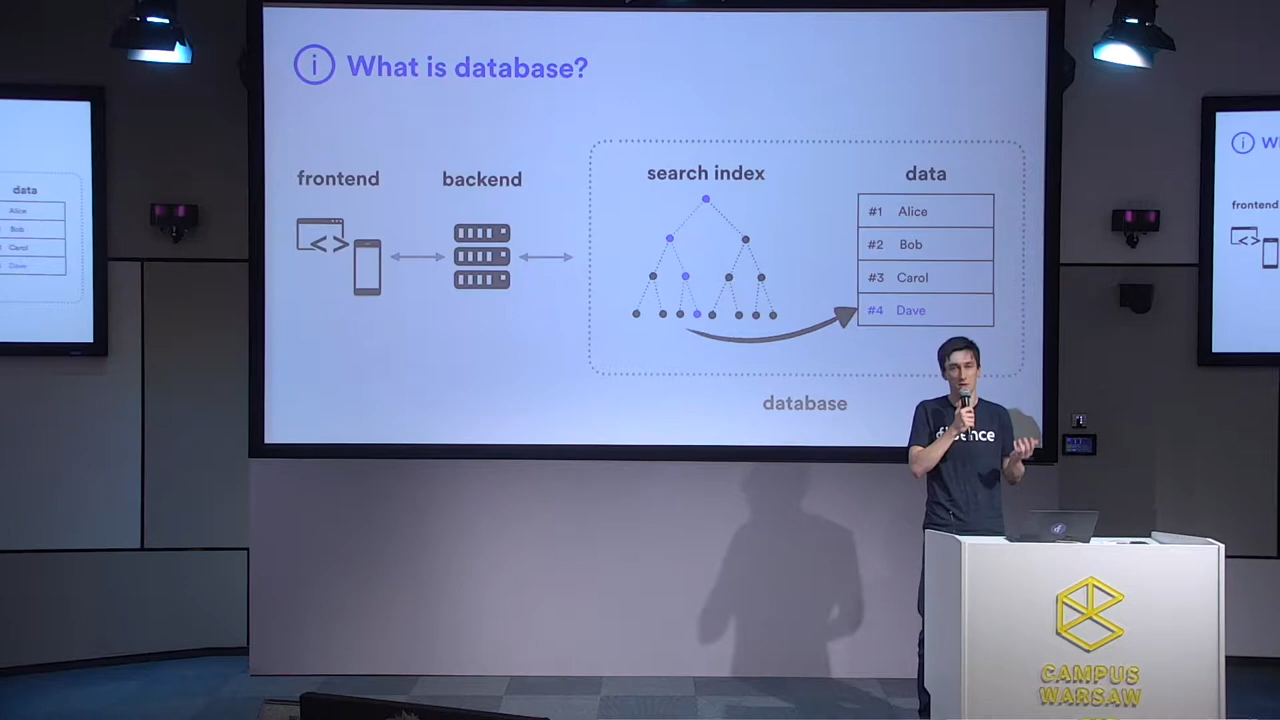 What is database?
frontend
backend
search index
data
#1 Alice
#2 Bob
#3 Carol
#4 Dave
database
data
Alice
Bob
Carol
Dave
frontend
CAMPUS
WARSAW